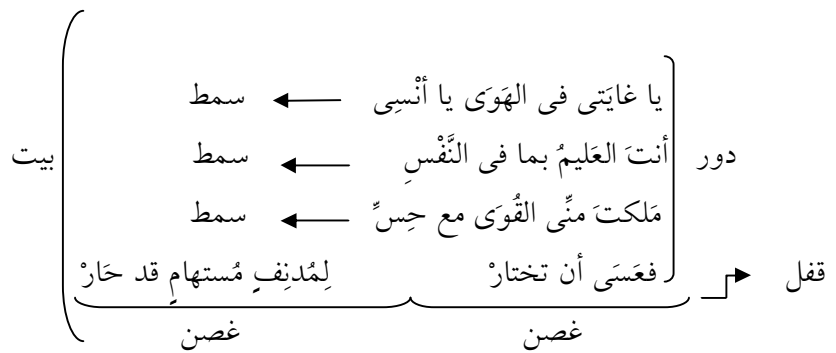 يا غايَتى فى الهَوَى يا أنْسِى سمط
دور أنتَ العَليمُ بما فى النَّفْسِ سمط بيت
مَلكتَ منِّى القُوَى مع حِسٍّ سمط
قفل فعَسَى أن تختارْ لِمُدنِفٍ مُستهامٍ قد حَارْ
غصن غصن